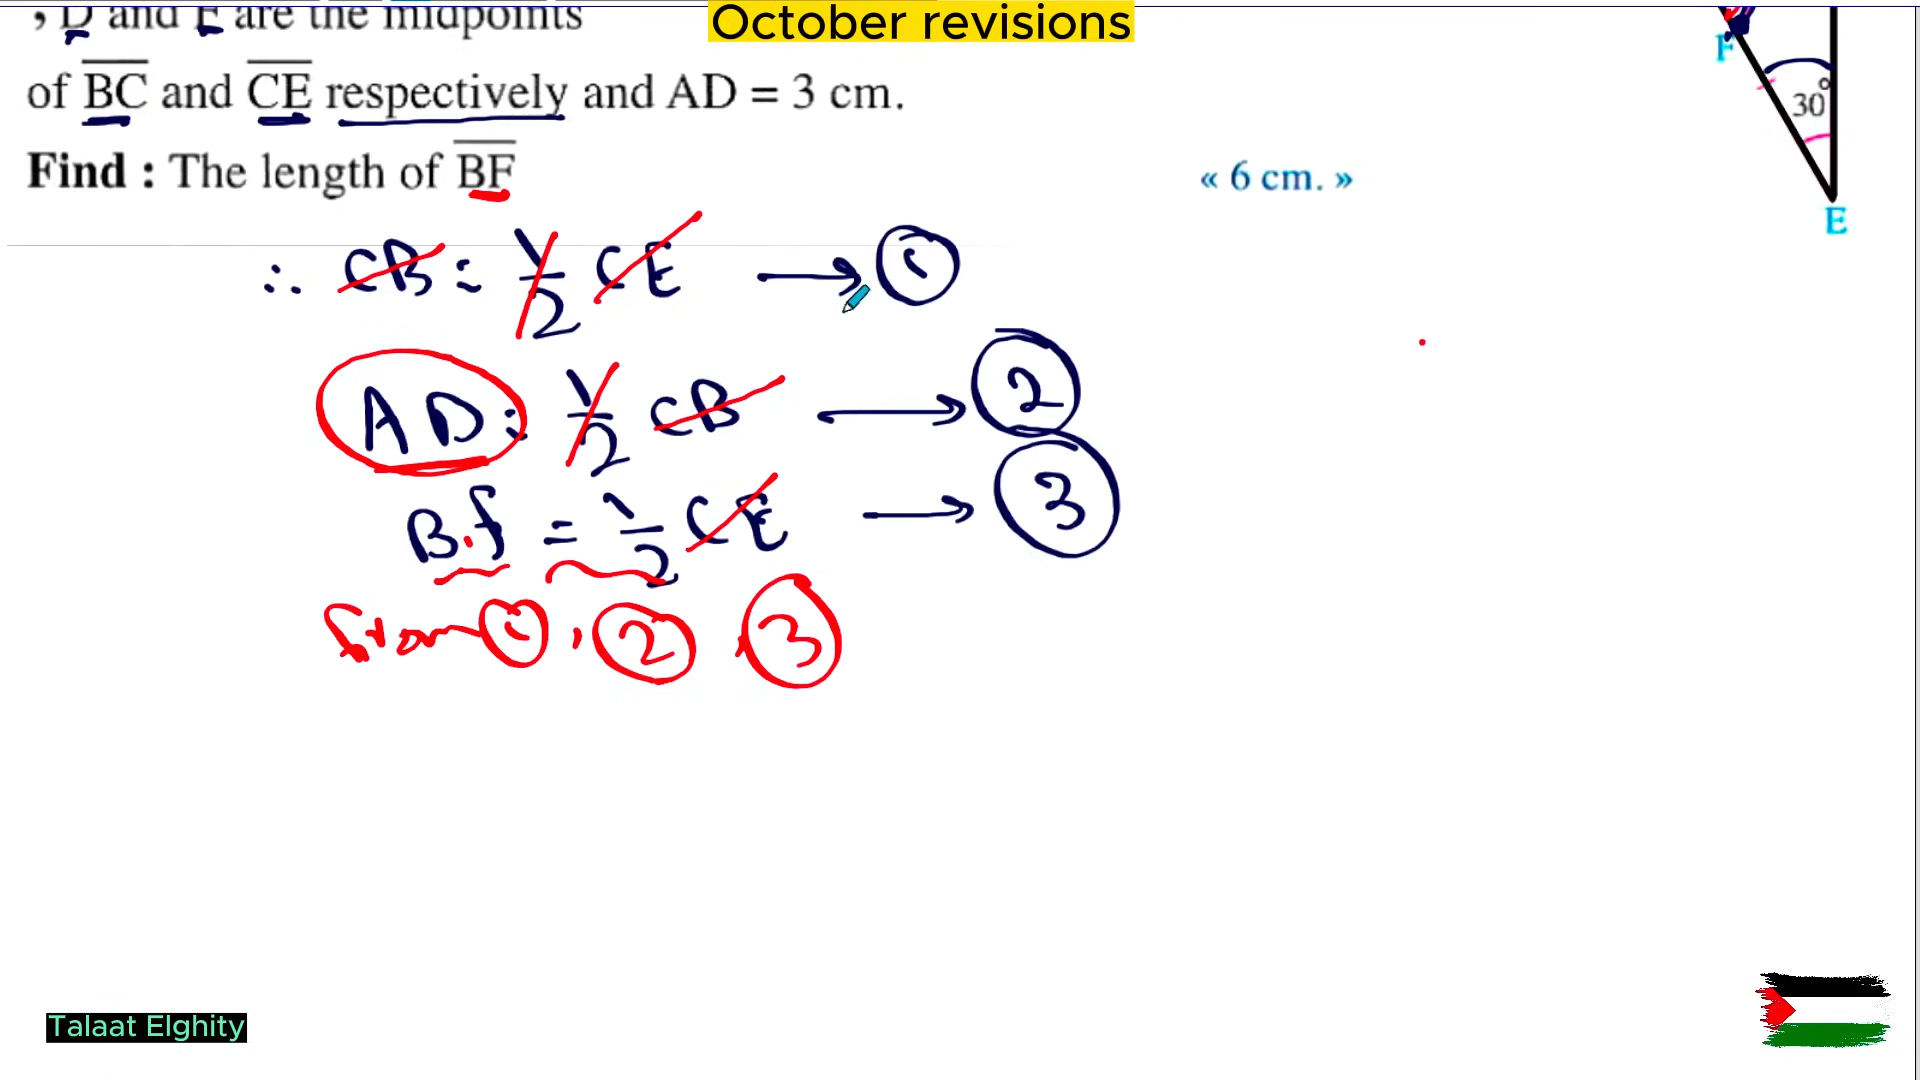 October revisions
, D and E are the midpoints
of BC and CE respectively and AD = 3 cm.
Find : The length of BF
« 6 cm. »
F
30°
E
∴ CB = 1/2 CE → ①
AD = 1/2 CB → ②
B.f = 1/2 CE → ③
from ①, ②, ③
Talaat Elghity